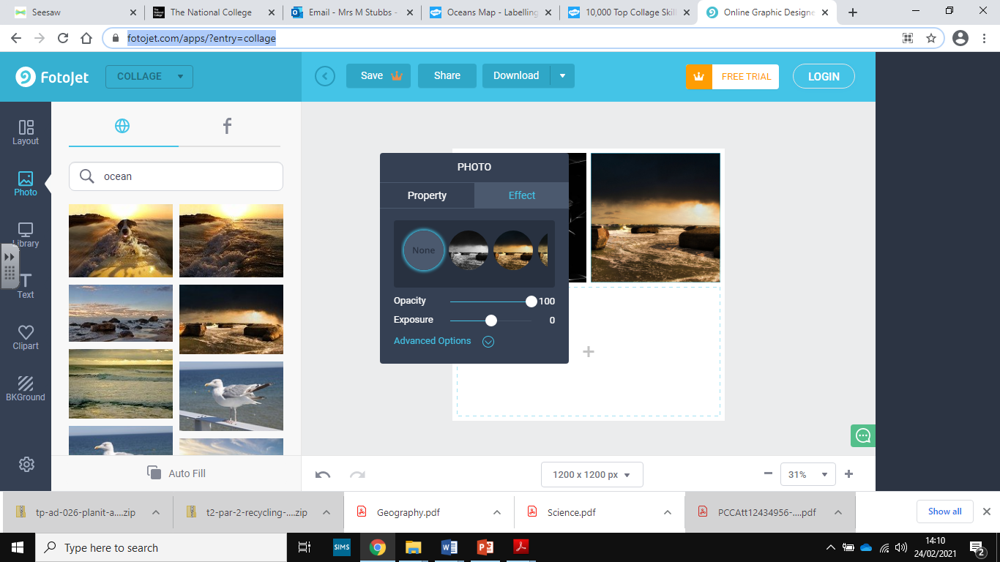 Seesaw
The National College
Email - Mrs M Stubbs -
Oceans Map - Labelling
10,000 Top Collage Skill
Online Graphic Designe
fotojet.com/apps/?entry=collage
FotoJet
COLLAGE
Save
Share
Download
FREE TRIAL
LOGIN
Layout
Photo
Library
Text
Clipart
BKGround
ocean
PHOTO
Property
Effect
None
Opacity
100
Exposure
0
Advanced Options
Auto Fill
1200 x 1200 px
31%
tp-ad-026-planit-a....zip
t2-par-2-recycling-....zip
Geography.pdf
Science.pdf
PCCAtt12434956-....pdf
Show all
Type here to search
SIMS
14:10
24/02/2021
2